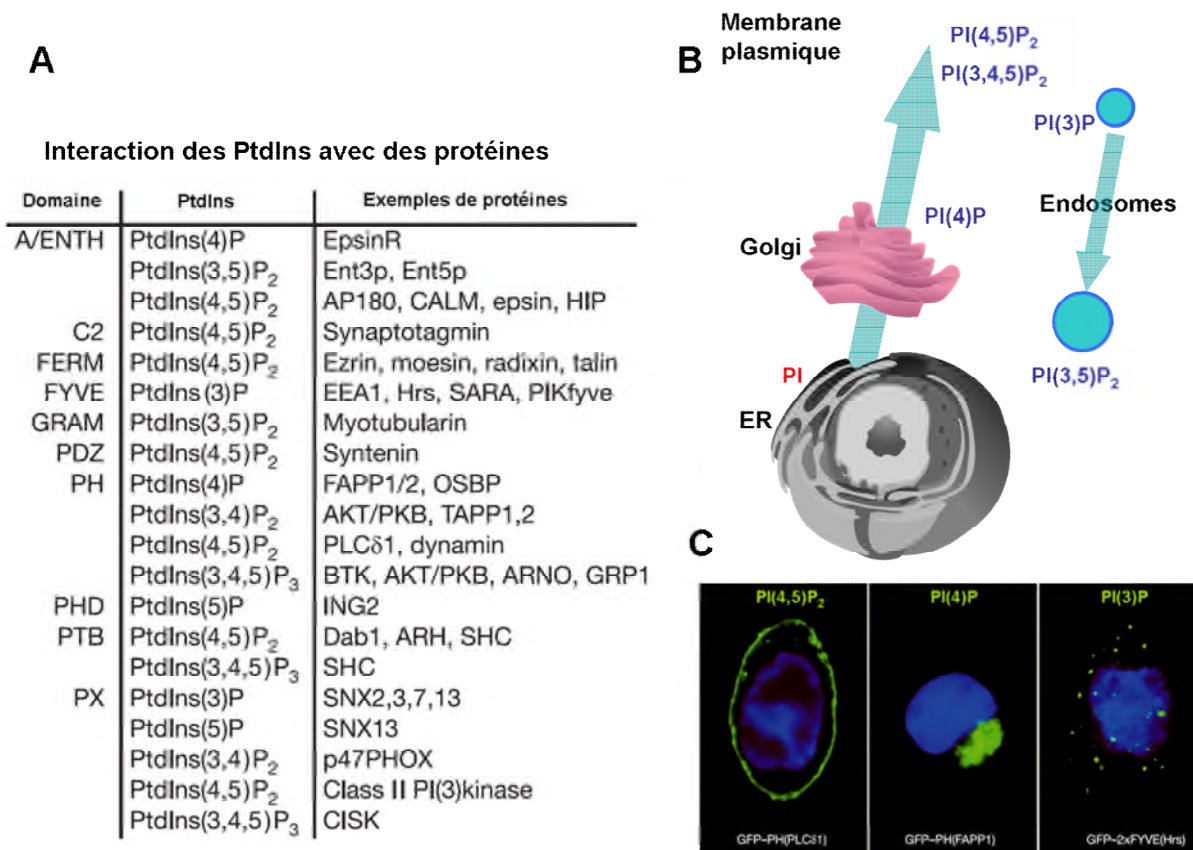 A
Interaction des PtdIns avec des protéines
Domaine PtdIns Exemples de protéines
A/ENTH PtdIns(4)P EpsinR
PtdIns(3,5)P2 Ent3p, Ent5p
PtdIns(4,5)P2 AP180, CALM, epsin, HIP
C2 PtdIns(4,5)P2 Synaptotagmin
FERM PtdIns(4,5)P2 Ezrin, moesin, radixin, talin
FYVE PtdIns(3)P EEA1, Hrs, SARA, PIKfyve
GRAM PtdIns(3,5)P2 Myotubularin
PDZ PtdIns(4,5)P2 Syntenin
PH PtdIns(4)P FAPP1/2, OSBP
PtdIns(3,4)P2 AKT/PKB, TAPP1,2
PtdIns(4,5)P2 PLCδ1, dynamin
PtdIns(3,4,5)P3 BTK, AKT/PKB, ARNO, GRP1
PHD PtdIns(5)P ING2
PTB PtdIns(4,5)P2 Dab1, ARH, SHC
PtdIns(3,4,5)P3 SHC
PX PtdIns(3)P SNX2,3,7,13
PtdIns(5)P SNX13
PtdIns(3,4)P2 p47PHOX
PtdIns(4,5)P2 Class II PI(3)kinase
PtdIns(3,4,5)P3 CISK
B
Membrane
plasmique
PI(4,5)P2
PI(3,4,5)P2
PI(3)P
Endosomes
PI(4)P
Golgi
PI(3,5)P2
PI
ER
C
PI(4,5)P2 PI(4)P PI(3)P
GFP-PH(PLCδ1) GFP-PH(FAPP1) GFP-2xFYVE(Hrs)